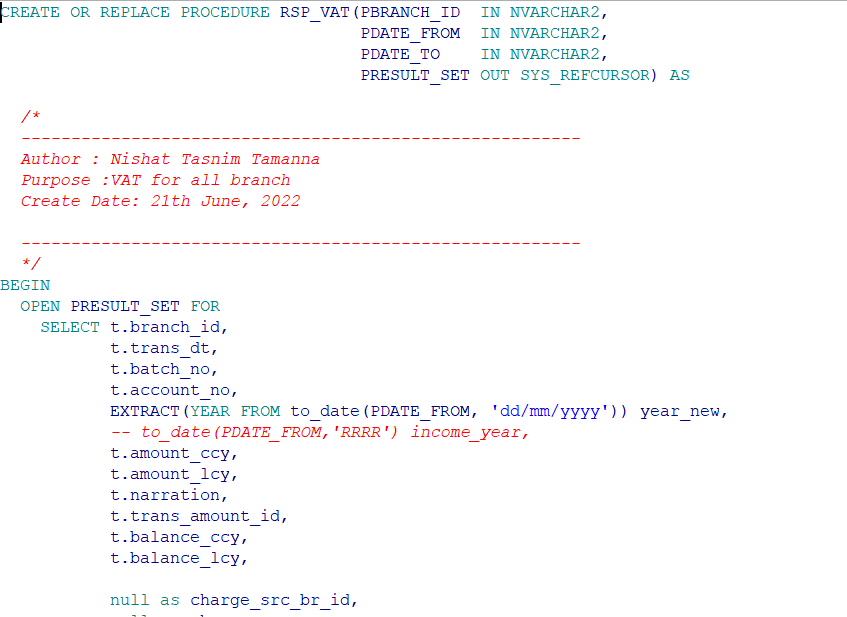 CREATE OR REPLACE PROCEDURE RSP_VAT(PBRANCH_ID  IN NVARCHAR2,
                                    PDATE_FROM  IN NVARCHAR2,
                                    PDATE_TO    IN NVARCHAR2,
                                    PRESULT_SET OUT SYS_REFCURSOR) AS
  /*
  --------------------------------------------------------
  Author : Nishat Tasnim Tamanna
  Purpose :VAT for all branch
  Create Date: 21th June, 2022
  --------------------------------------------------------
  */
BEGIN
  OPEN PRESULT_SET FOR
    SELECT t.branch_id,
           t.trans_dt,
           t.batch_no,
           t.account_no,
           EXTRACT(YEAR FROM to_date(PDATE_FROM, 'dd/mm/yyyy')) year_new,
           -- to_date(PDATE_FROM,'RRRR') income_year,
           t.amount_ccy,
           t.amount_lcy,
           t.narration,
           t.trans_amount_id,
           t.balance_ccy,
           t.balance_lcy,
           null as charge_src_br_id,